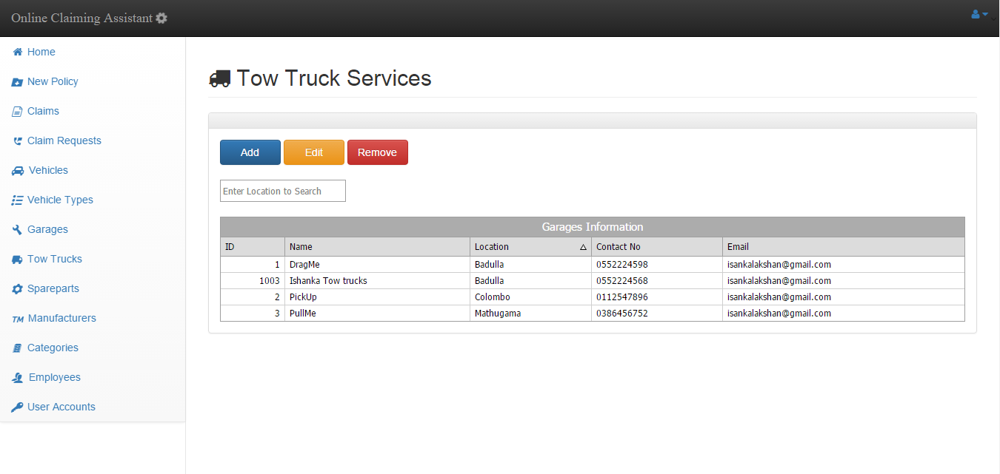 Online Claiming Assistant
Home
New Policy
Claims
Claim Requests
Vehicles
Vehicle Types
Garages
Tow Trucks
Spareparts
TM Manufacturers
Categories
Employees
User Accounts
Tow Truck Services
Add Edit Remove
Enter Location to Search
Garages Information
ID Name Location Contact No Email
1 DragMe Badulla 0552224598 isankalakshan@gmail.com
1003 Ishanka Tow trucks Badulla 0552224568 isankalakshan@gmail.com
2 PickUp Colombo 0112547896 isankalakshan@gmail.com
3 PullMe Mathugama 0386456752 isankalakshan@gmail.com